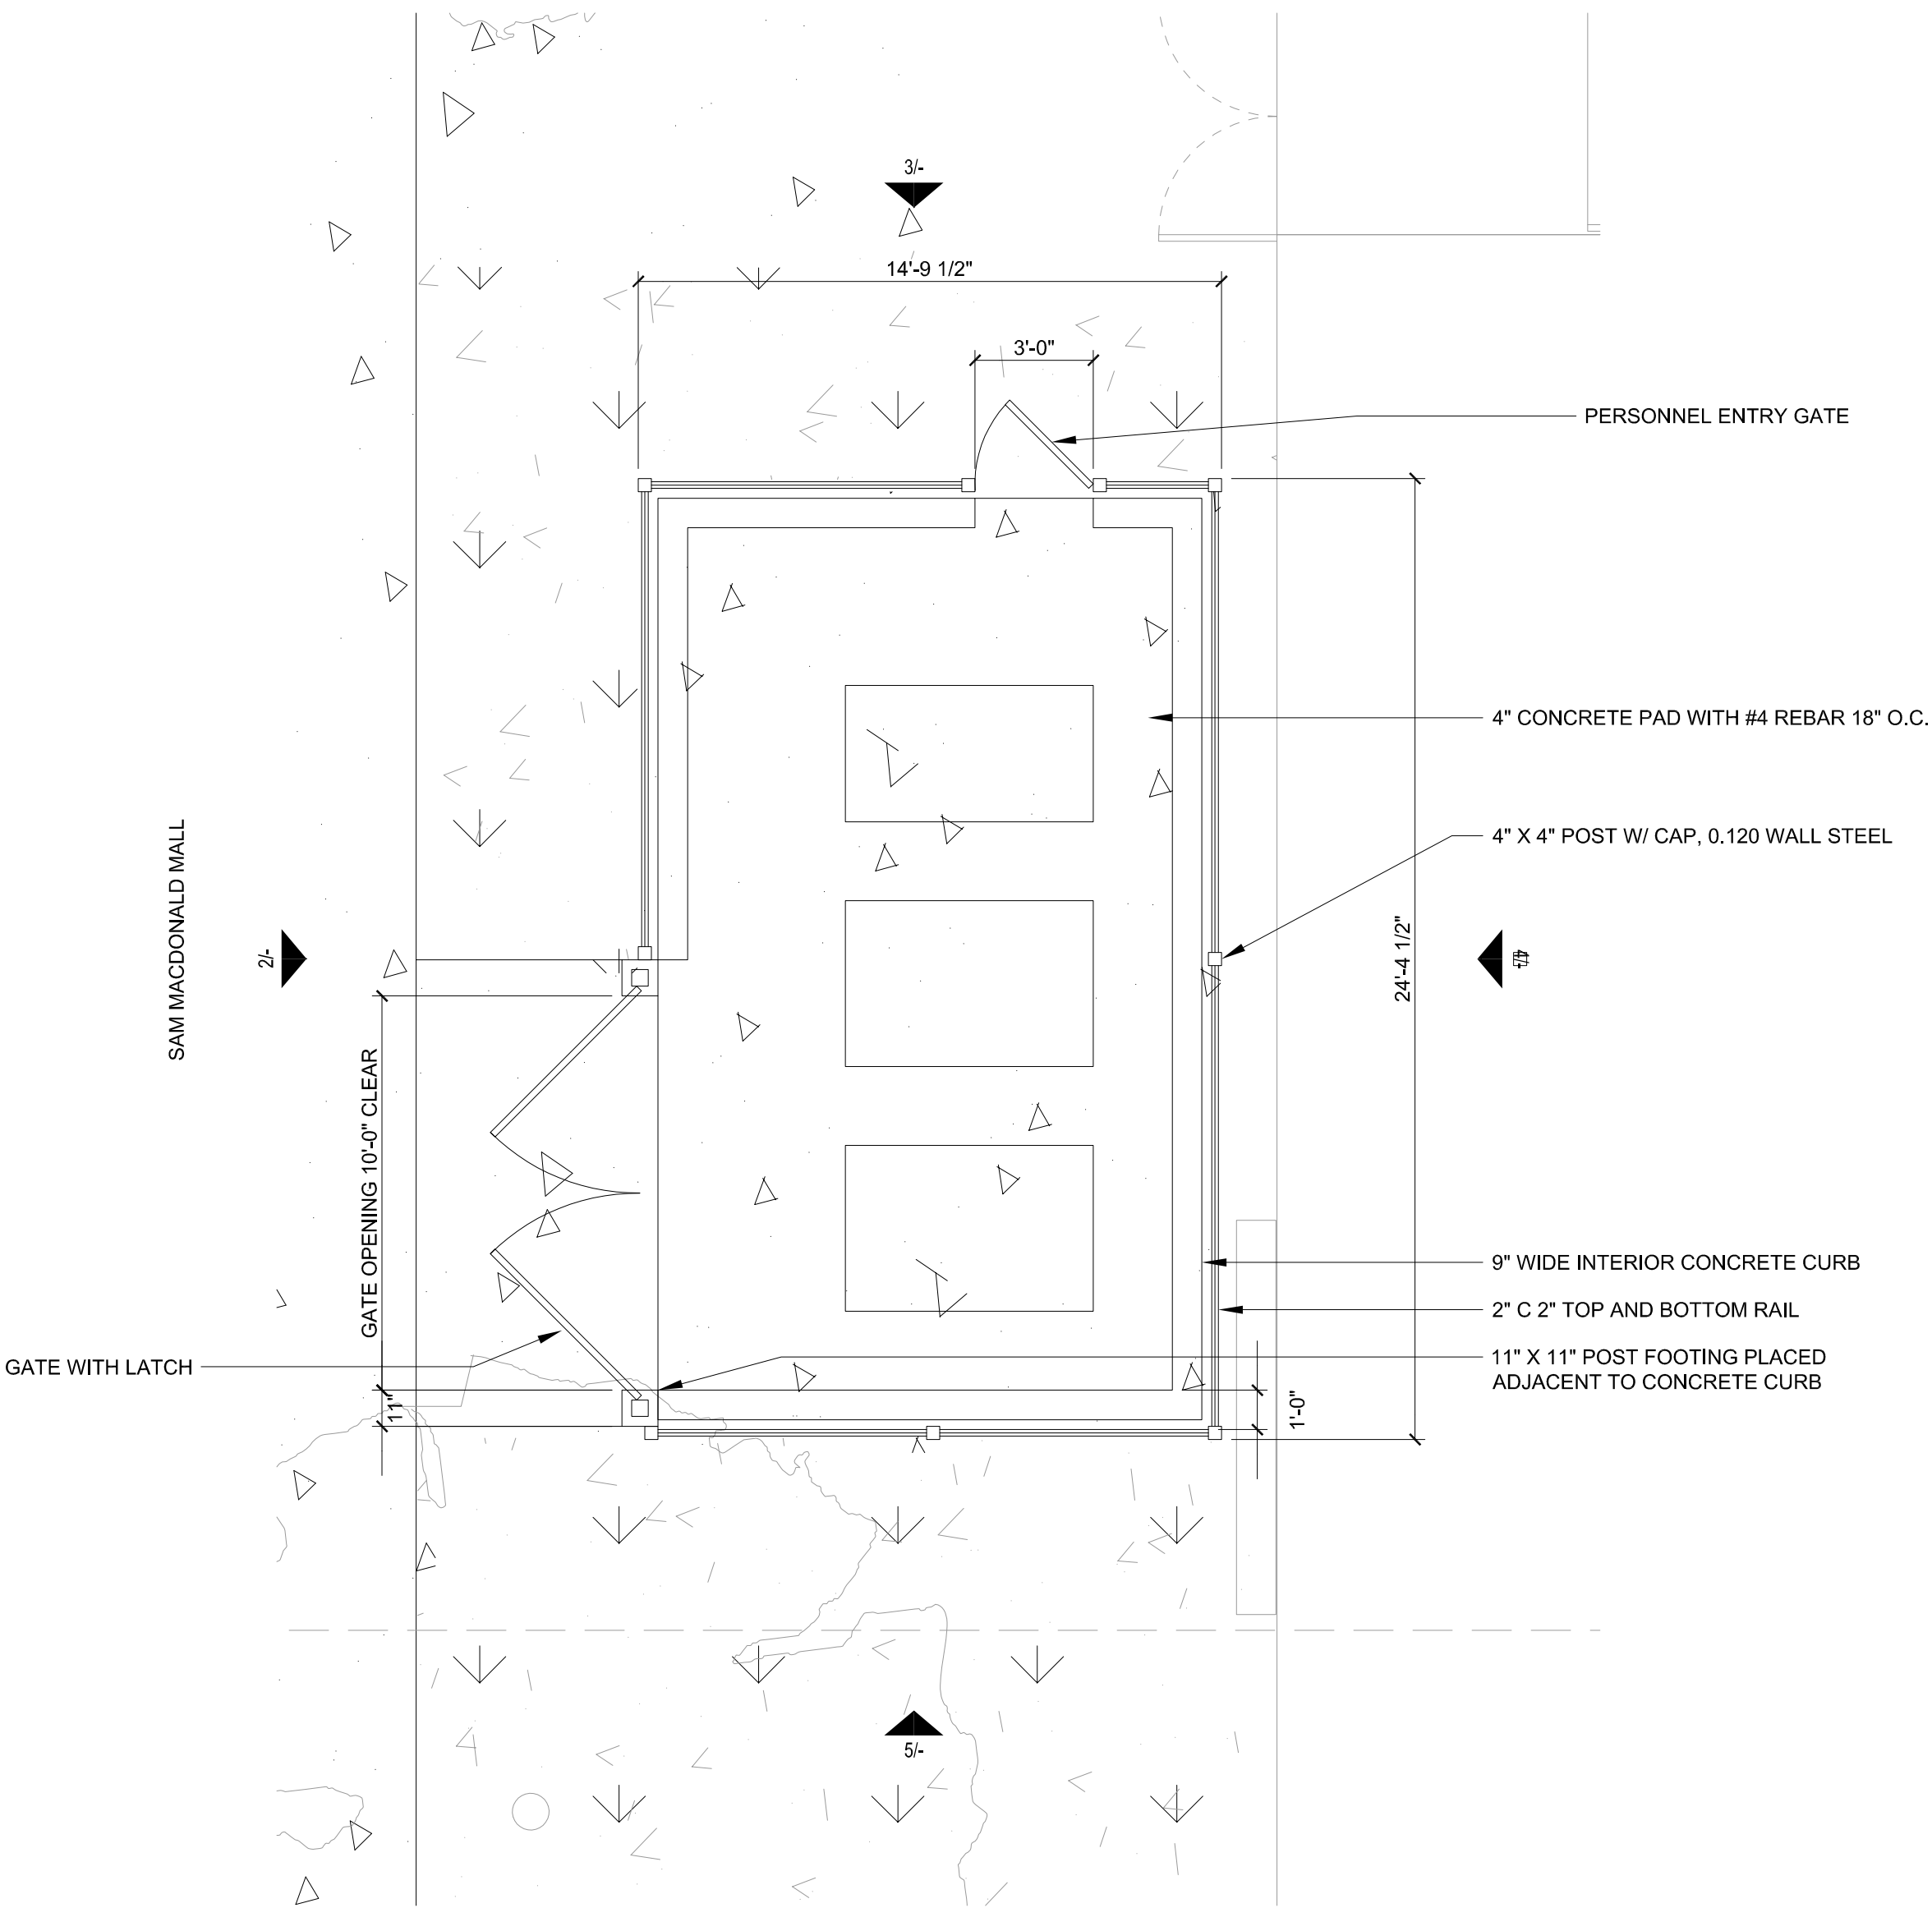 3/-
14'-9 1/2"
3'-0"
PERSONNEL ENTRY GATE
4" CONCRETE PAD WITH #4 REBAR 18" O.C.
4" X 4" POST W/ CAP, 0.120 WALL STEEL
SAM MACDONALD MALL
2/-
24'-4 1/2"
GATE OPENING 10'-0" CLEAR
9" WIDE INTERIOR CONCRETE CURB
2" C 2" TOP AND BOTTOM RAIL
GATE WITH LATCH
11" X 11" POST FOOTING PLACED
ADJACENT TO CONCRETE CURB
11"
1'-0"
5/-